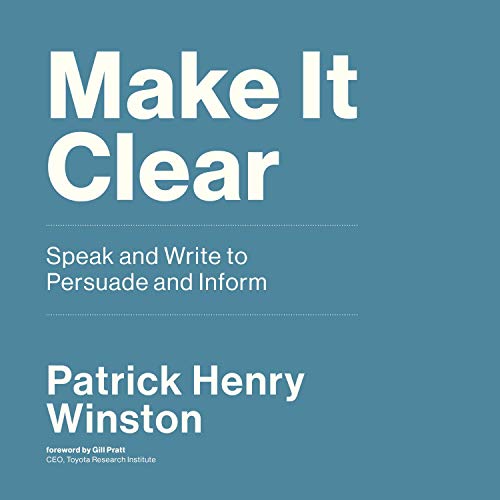 Make It
Clear
Speak and Write to
Persuade and Inform
Patrick Henry
Winston
foreword by Gill Pratt
CEO, Toyota Research Institute